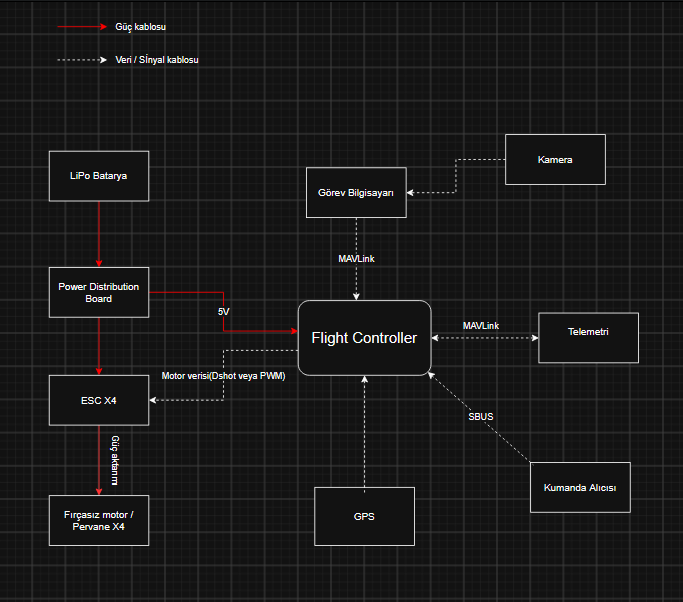 Güç kablosu
Veri / Sİnyal kablosu
Kamera
LiPo Batarya
Görev Bilgisayarı
MAVLink
Power Distribution
Board
5V
Flight Controller
MAVLink
Telemetri
Motor verisi(Dshot veya PWM)
ESC X4
SBUS
Güç aktarımı
Kumanda Alıcısı
Fırçasız motor /
Pervane X4
GPS